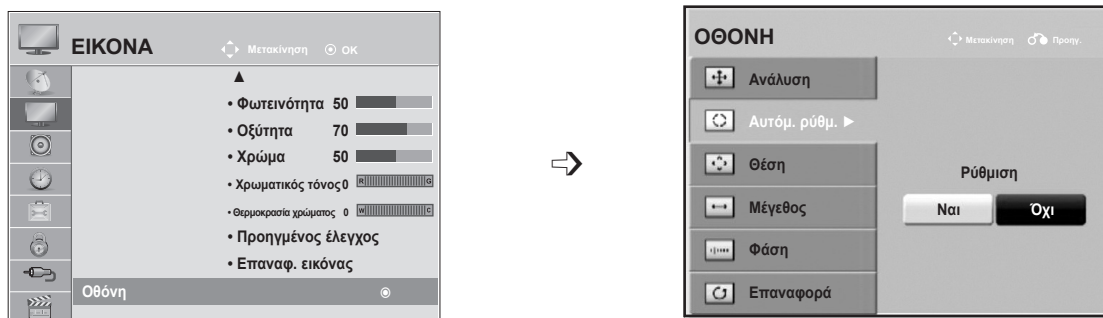 ΕΙΚΟΝΑ
Μετακίνηση OK
▲
• Φωτεινότητα 50
• Οξύτητα 70
• Χρώμα 50
• Χρωματικός τόνος 0 R G
• Θερμοκρασία χρώματος 0 W C
• Προηγμένος έλεγχος
• Επαναφ. εικόνας
Οθόνη
ΟΘΟΝΗ
Μετακίνηση Προηγ.
Ανάλυση
Αυτόμ. ρύθμ. ►
Θέση
Μέγεθος
Φάση
Επαναφορά
Ρύθμιση
Ναι Όχι